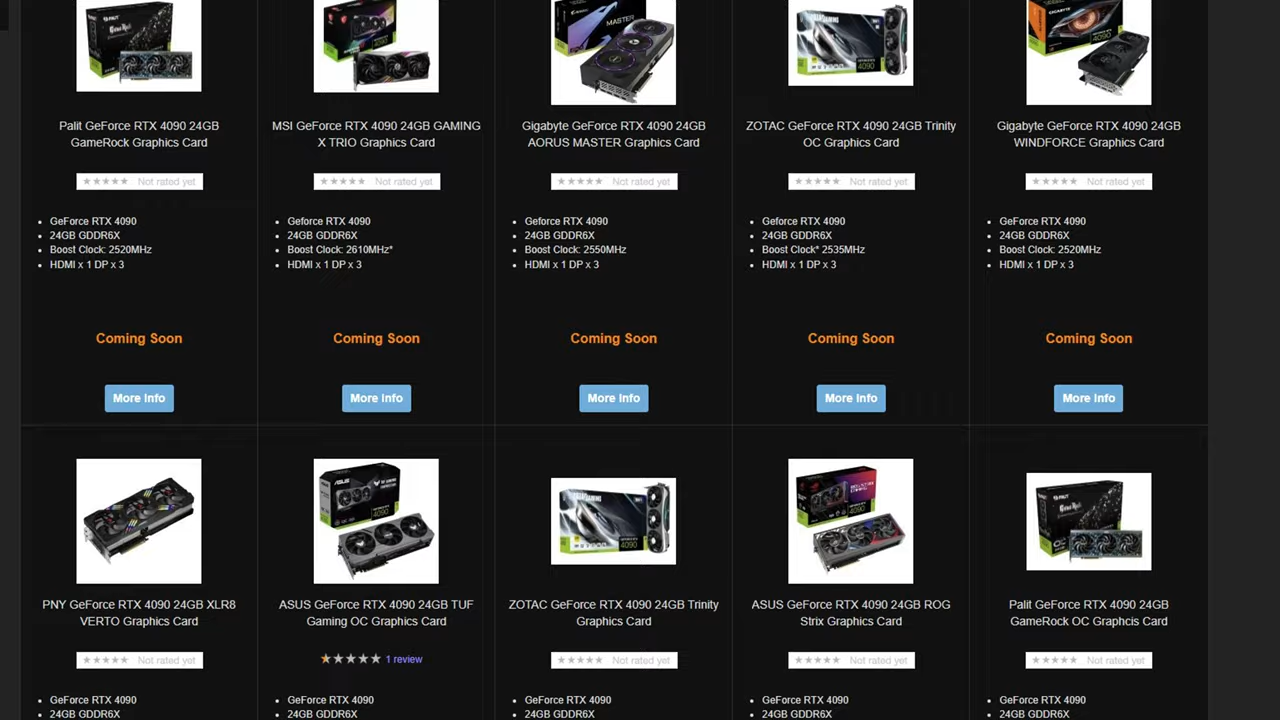 Palit GeForce RTX 4090 24GB
GameRock Graphics Card
Not rated yet
GeForce RTX 4090
24GB GDDR6X
Boost Clock: 2520MHz
HDMI x 1 DP x 3
Coming Soon
More Info
MSI GeForce RTX 4090 24GB GAMING
X TRIO Graphics Card
Not rated yet
Geforce RTX 4090
24GB GDDR6X
Boost Clock: 2610MHz*
HDMI x 1 DP x 3
Coming Soon
More Info
MASTER
Gigabyte GeForce RTX 4090 24GB
AORUS MASTER Graphics Card
Not rated yet
Geforce RTX 4090
24GB GDDR6X
Boost Clock: 2550MHz
HDMI x 1 DP x 3
Coming Soon
More Info
4090
ZOTAC GeForce RTX 4090 24GB Trinity
OC Graphics Card
Not rated yet
Geforce RTX 4090
24GB GDDR6X
Boost Clock* 2535MHz
HDMI x 1 DP x 3
Coming Soon
More Info
4090
Gigabyte GeForce RTX 4090 24GB
WINDFORCE Graphics Card
Not rated yet
GeForce RTX 4090
24GB GDDR6X
Boost Clock: 2520MHz
HDMI x 1 DP x 3
Coming Soon
More Info
PNY GeForce RTX 4090 24GB XLR8
VERTO Graphics Card
Not rated yet
GeForce RTX 4090
24GB GDDR6X
4090
ASUS GeForce RTX 4090 24GB TUF
Gaming OC Graphics Card
1 review
GeForce RTX 4090
24GB GDDR6X
4090
ZOTAC GeForce RTX 4090 24GB Trinity
Graphics Card
Not rated yet
GeForce RTX 4090
24GB GDDR6X
4090
ASUS GeForce RTX 4090 24GB ROG
Strix Graphics Card
Not rated yet
GeForce RTX 4090
24GB GDDR6X
Palit GeForce RTX 4090 24GB
GameRock OC Graphcis Card
Not rated yet
GeForce RTX 4090
24GB GDDR6X